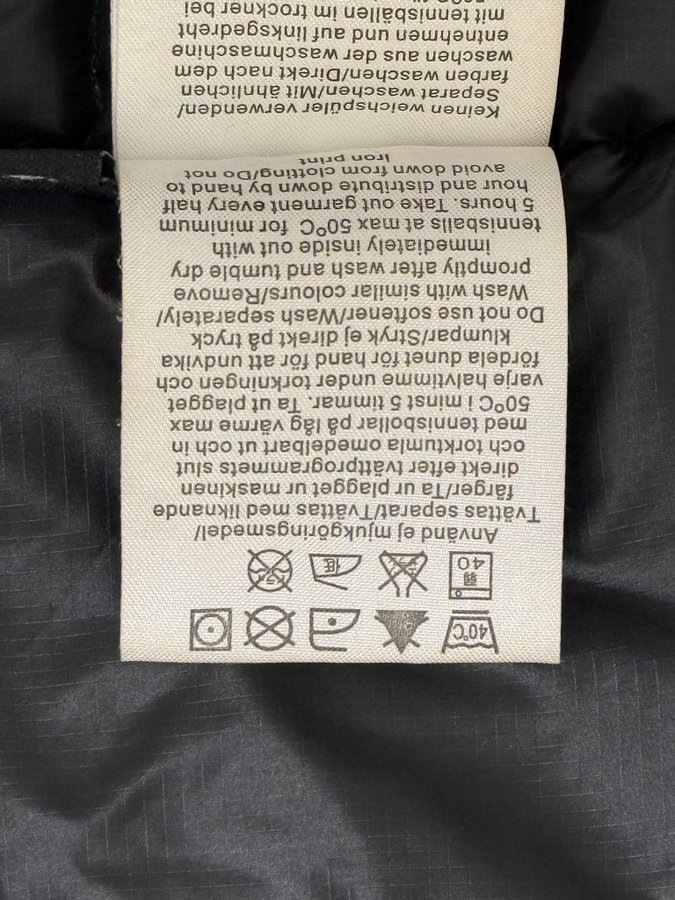 40°C
弱
40
低
Använd ej mjukgöringsmedel/
Tvättas separat/Tvättas med liknande
färger/Ta ur plagget ur maskinen
direkt efter tvättprogrammets slut
och torktumla omedelbart ut och in
med tennisbollar på låg värme max
50°C i minst 5 timmar. Ta ut plagget
varje halvtimme under torkningen och
fördela dunet för hand för att undvika
klumpar/Stryk ej direkt på tryck
Do not use softener/Wash separately/
Wash with similar colours/Remove
promptly after wash and tumble dry
immediately inside out with
tennisballs at max 50°C for minimum
5 hours. Take out garment every half
hour and distribute down by hand to
avoid down from clotting/Do not
iron print
Keinen weichspüler verwenden/
Separat waschen/Mit ähnlichen
farben waschen/Direkt nach dem
waschen aus der waschmaschine
entnehmen und auf linksgedreht
mit tennisbällen im trockner bei